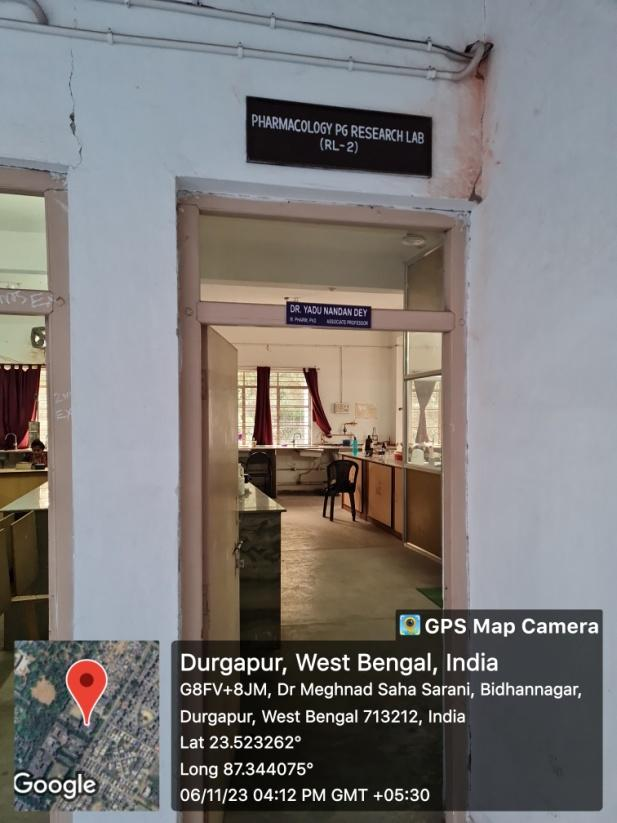 PHARMACOLOGY PG RESEARCH LAB
(RL-2)
DR. YADU NANDAN DEY
M. PHARM, PhD ASSOCIATE PROFESSOR
GPS Map Camera
Durgapur, West Bengal, India
G8FV+8JM, Dr Meghnad Saha Sarani, Bidhannagar,
Durgapur, West Bengal 713212, India
Lat 23.523262°
Long 87.344075°
06/11/23 04:12 PM GMT +05:30
Google